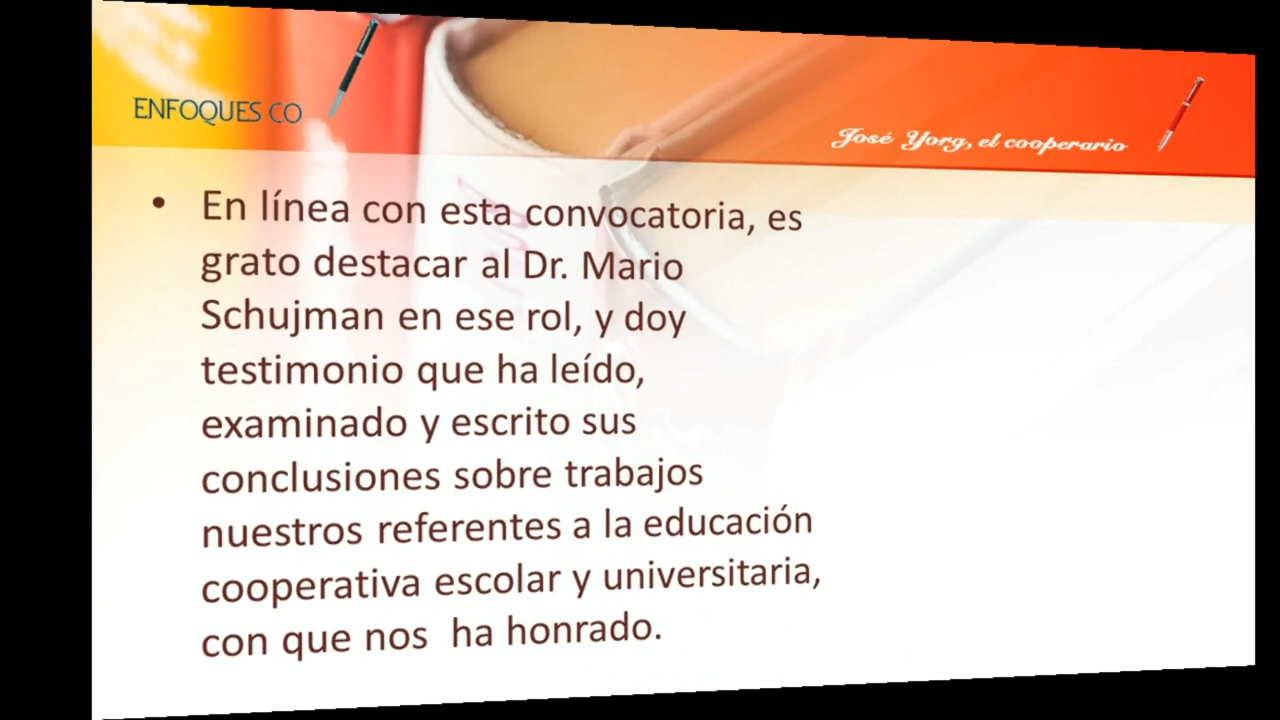 ENFOQUES CO
José Yorg, el cooperario
• En línea con esta convocatoria, es
grato destacar al Dr. Mario
Schujman en ese rol, y doy
testimonio que ha leído,
examinado y escrito sus
conclusiones sobre trabajos
nuestros referentes a la educación
cooperativa escolar y universitaria,
con que nos  ha honrado.